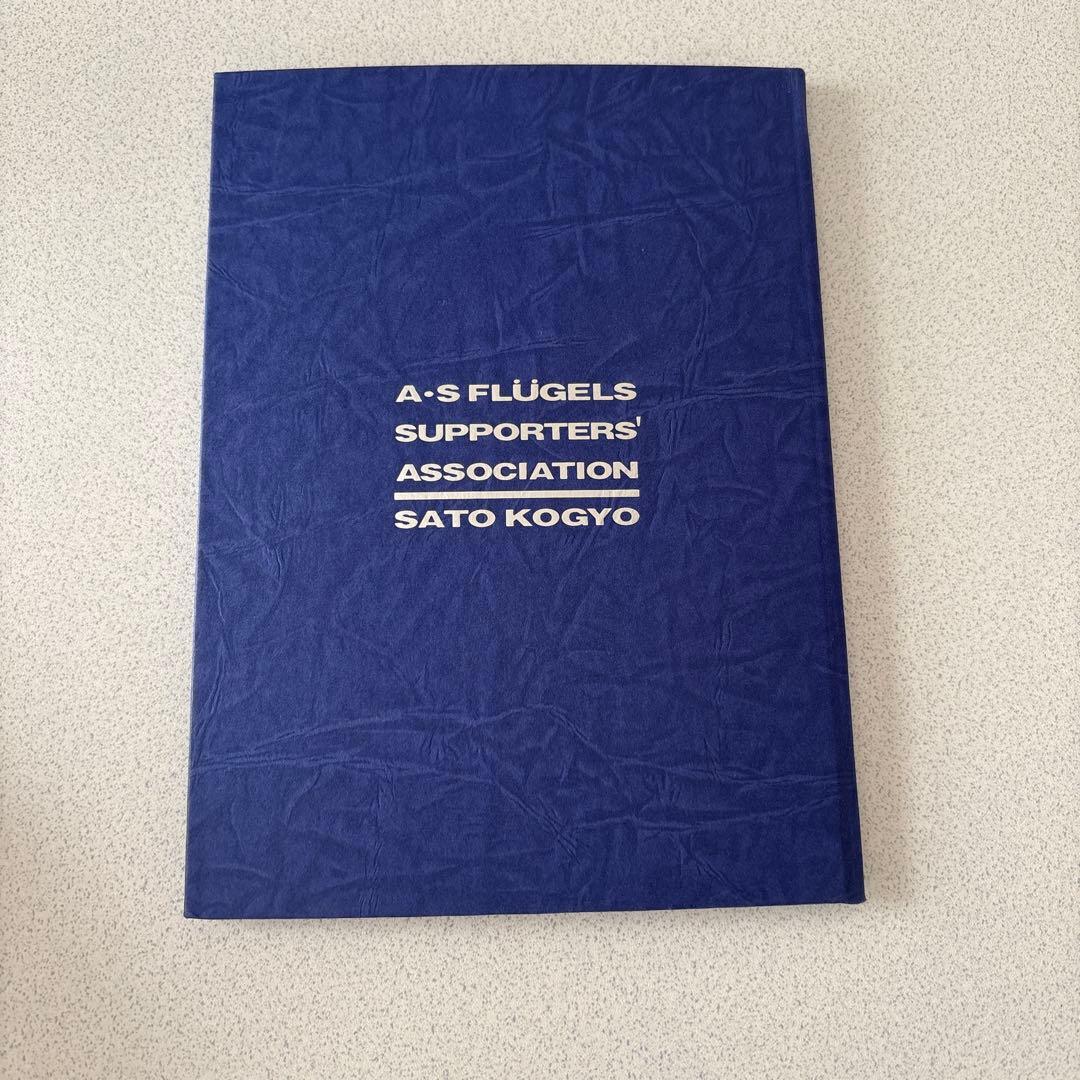 A·S FLÜGELS
SUPPORTERS'
ASSOCIATION
SATO KOGYO